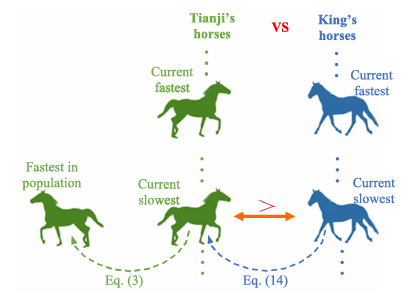 Tianji's
horses
VS
King's
horses
Current
fastest
Current
fastest
Fastest in
population
Current
slowest
>
Current
slowest
Eq. (3)
Eq. (14)